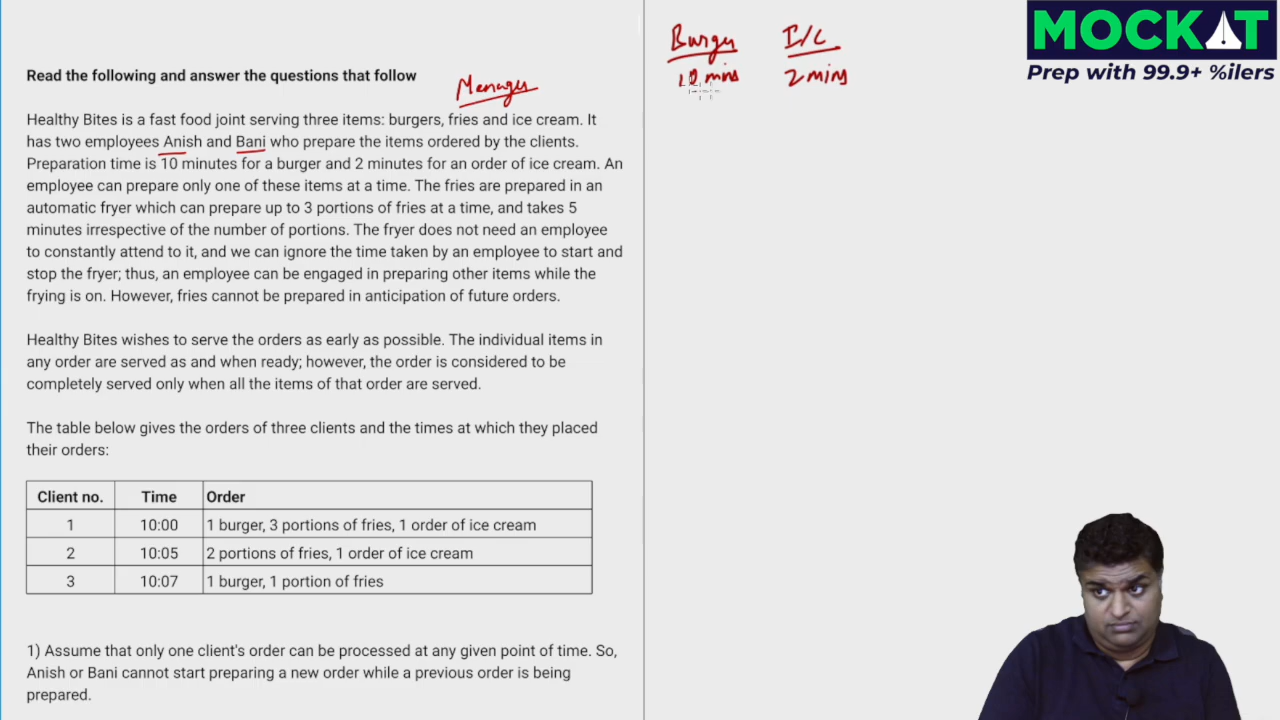 Read the following and answer the questions that follow
Manager
Healthy Bites is a fast food joint serving three items: burgers, fries and ice cream. It
has two employees Anish and Bani who prepare the items ordered by the clients.
Preparation time is 10 minutes for a burger and 2 minutes for an order of ice cream. An
employee can prepare only one of these items at a time. The fries are prepared in an
automatic fryer which can prepare up to 3 portions of fries at a time, and takes 5
minutes irrespective of the number of portions. The fryer does not need an employee
to constantly attend to it, and we can ignore the time taken by an employee to start and
stop the fryer; thus, an employee can be engaged in preparing other items while the
frying is on. However, fries cannot be prepared in anticipation of future orders.
Healthy Bites wishes to serve the orders as early as possible. The individual items in
any order are served as and when ready; however, the order is considered to be
completely served only when all the items of that order are served.
The table below gives the orders of three clients and the times at which they placed
their orders:
Client no. Time Order
1 10:00 1 burger, 3 portions of fries, 1 order of ice cream
2 10:05 2 portions of fries, 1 order of ice cream
3 10:07 1 burger, 1 portion of fries
1) Assume that only one client's order can be processed at any given point of time. So,
Anish or Bani cannot start preparing a new order while a previous order is being
prepared.
Burger I/C
10 mins 2 mins
MOCKAT
Prep with 99.9+ %ilers